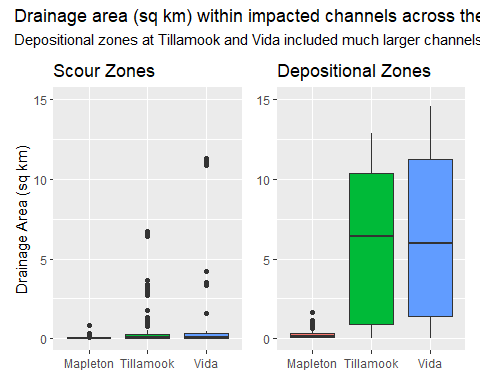 Drainage area (sq km) within impacted channels across the
Depositional zones at Tillamook and Vida included much larger channels
Scour Zones
Depositional Zones
Drainage Area (sq km)
15
10
5
0
Mapleton Tillamook Vida
15
10
5
0
Mapleton Tillamook Vida